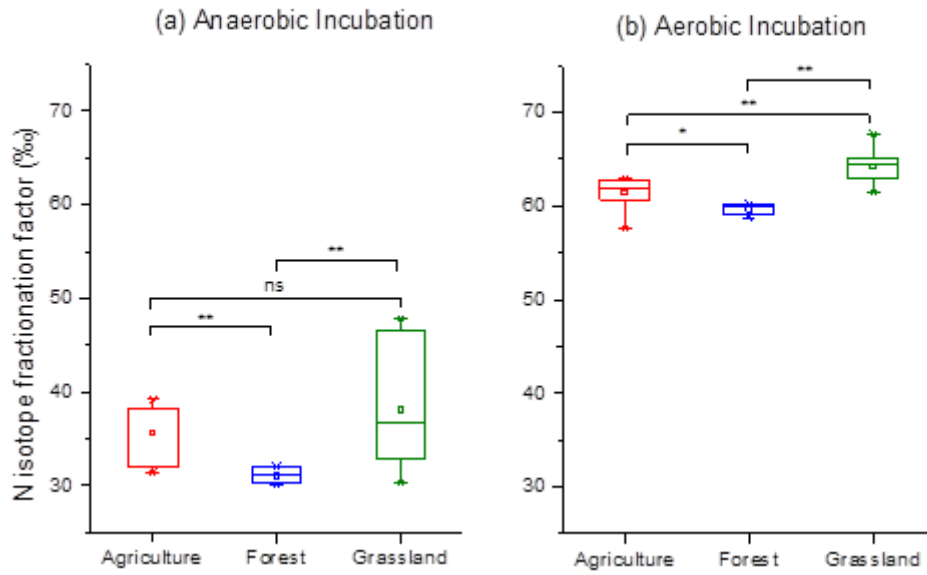 (a) Anaerobic Incubation
(b) Aerobic Incubation
N isotope fractionation factor (‰)
70
60
50
40
30
**
ns
**
Agriculture Forest Grassland
70
60
50
40
30
**
**
*
Agriculture Forest Grassland